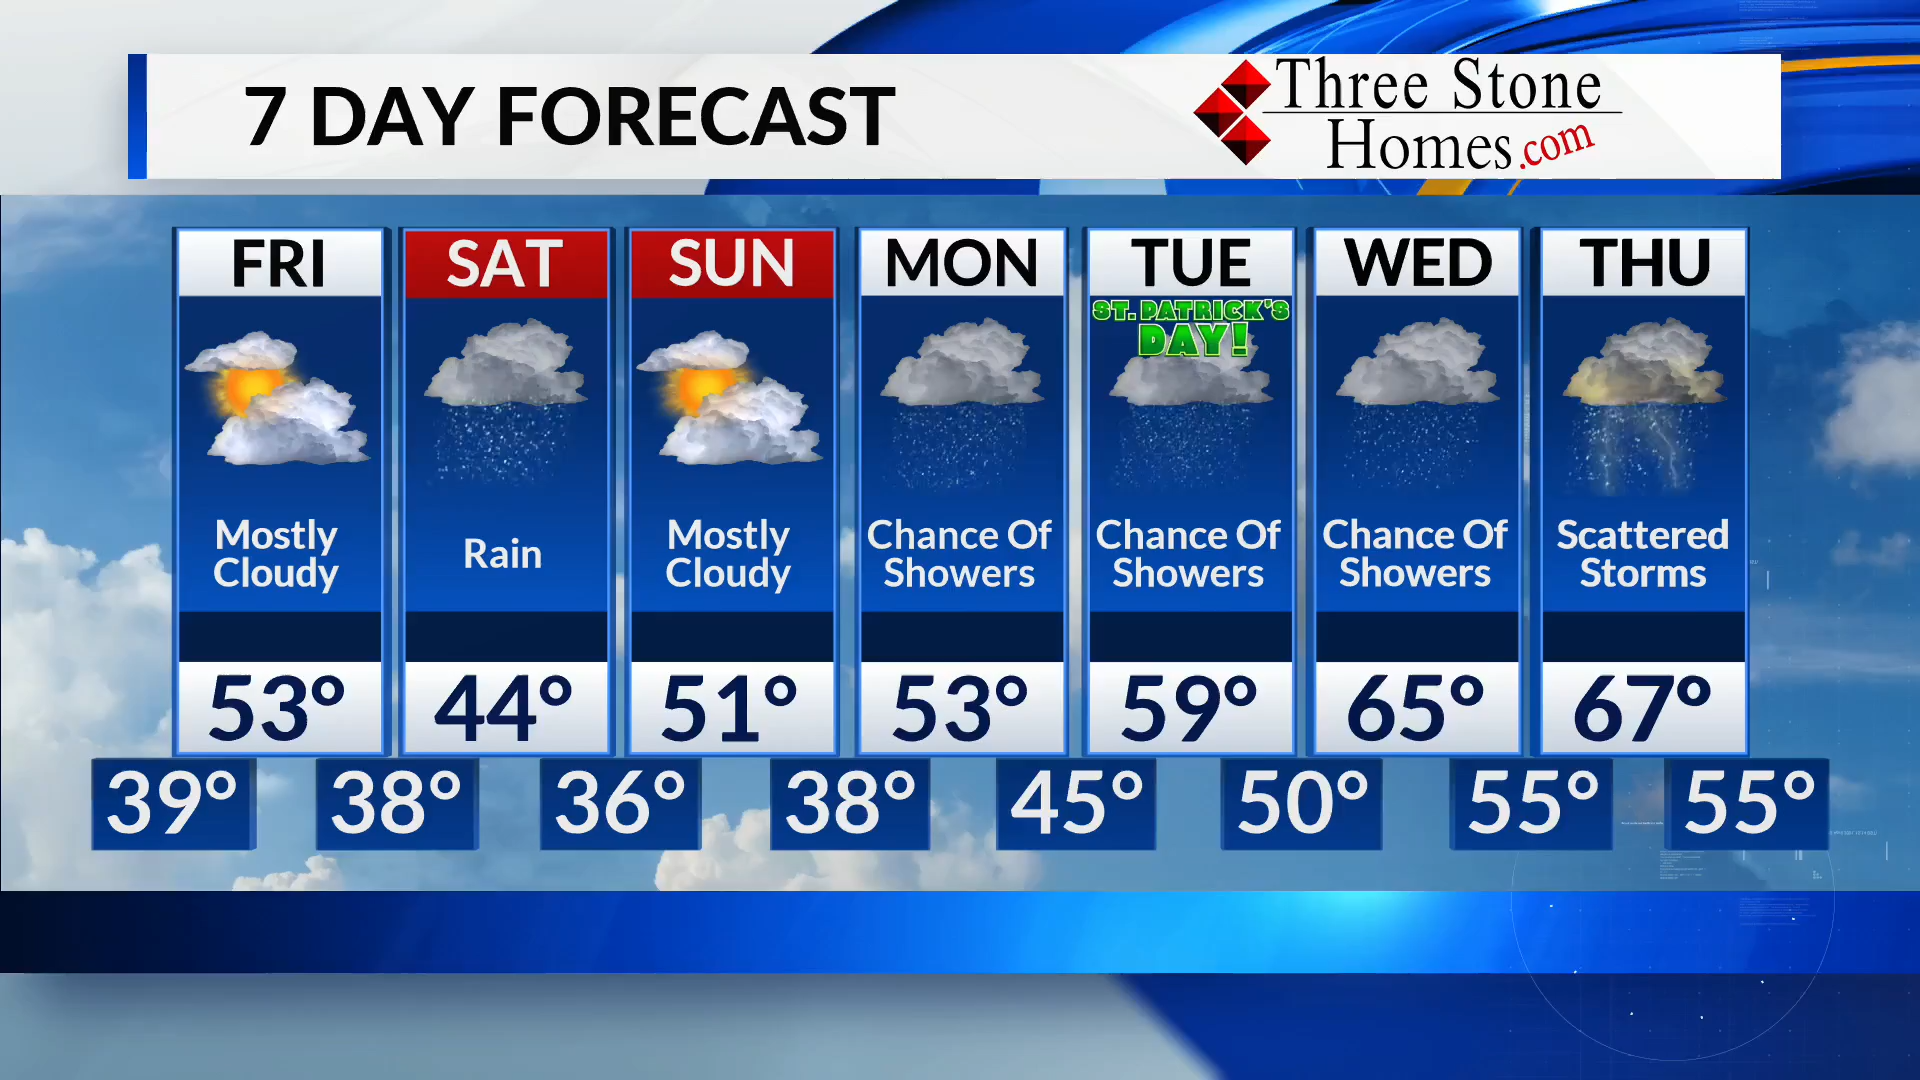 7 DAY FORECAST
Three Stone
Homes.com
FRI
SAT
SUN
MON
TUE
WED
THU
ST. PATRICK'S
DAY!
Mostly
Cloudy
Rain
Mostly
Cloudy
Chance Of
Showers
Chance Of
Showers
Chance Of
Showers
Scattered
Storms
53°
44°
51°
53°
59°
65°
67°
39°
38°
36°
38°
45°
50°
55°
55°